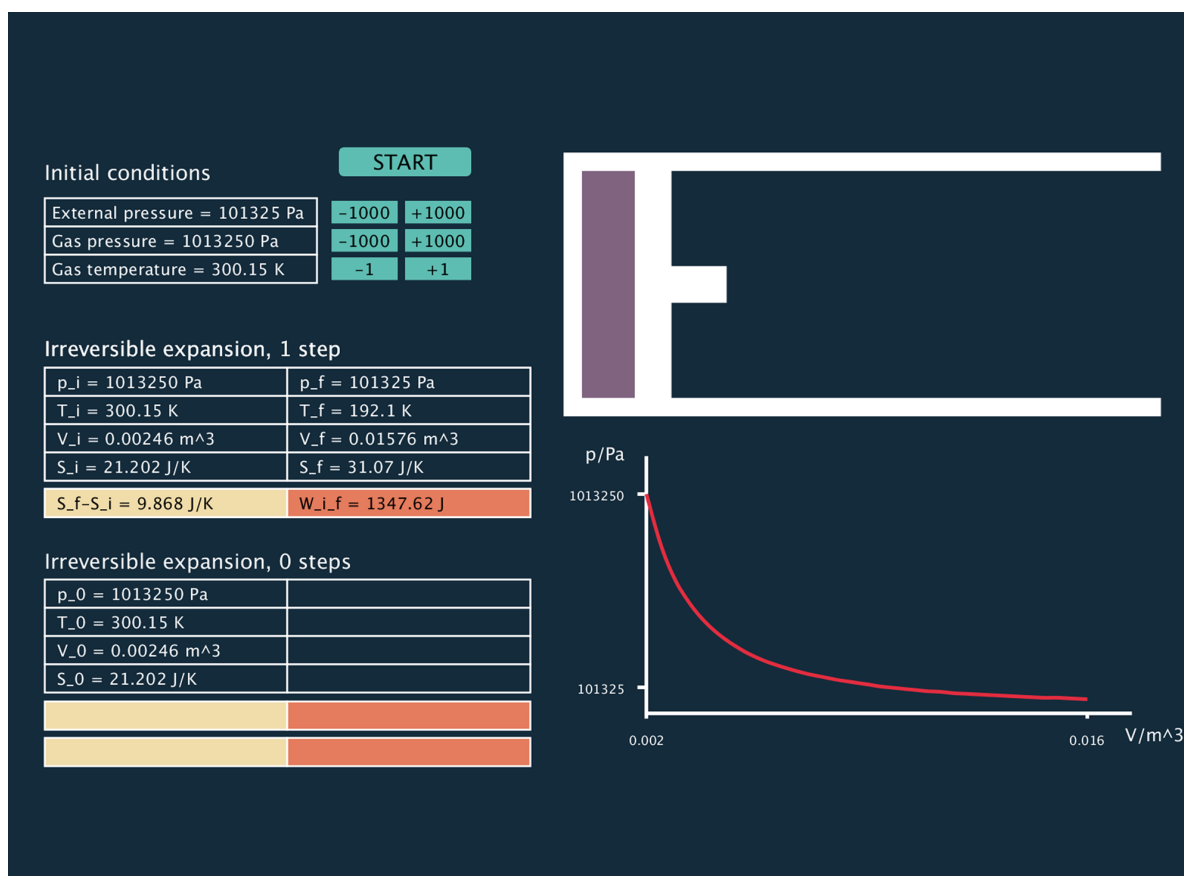 START
Initial conditions
External pressure = 101325 Pa −1000 +1000
Gas pressure = 1013250 Pa −1000 +1000
Gas temperature = 300.15 K −1 +1
Irreversible expansion, 1 step
p_i = 1013250 Pa p_f = 101325 Pa
T_i = 300.15 K T_f = 192.1 K
V_i = 0.00246 m^3 V_f = 0.01576 m^3
S_i = 21.202 J/K S_f = 31.07 J/K
S_f−S_i = 9.868 J/K W_i_f = 1347.62 J
Irreversible expansion, 0 steps
p_0 = 1013250 Pa
T_0 = 300.15 K
V_0 = 0.00246 m^3
S_0 = 21.202 J/K
p/Pa
1013250
101325
0.002 0.016 V/m^3